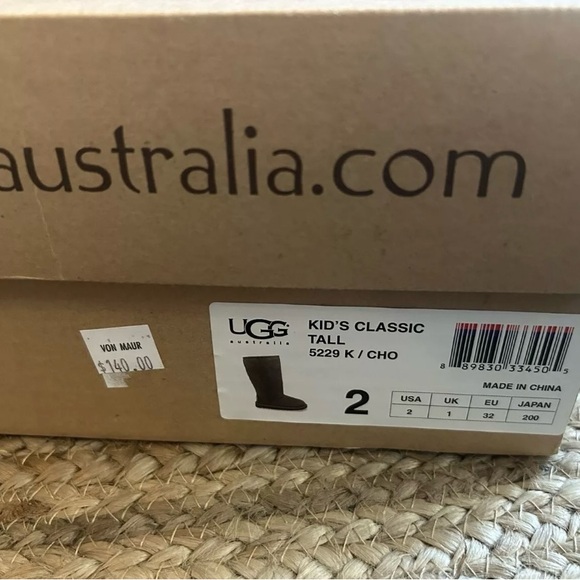 australia.com
VON MAUR
$140.00
UGG
australia
KID'S CLASSIC
TALL
5229 K / CHO
8 89830 33450 5
MADE IN CHINA
2
USA UK EU JAPAN
2 1 32 200